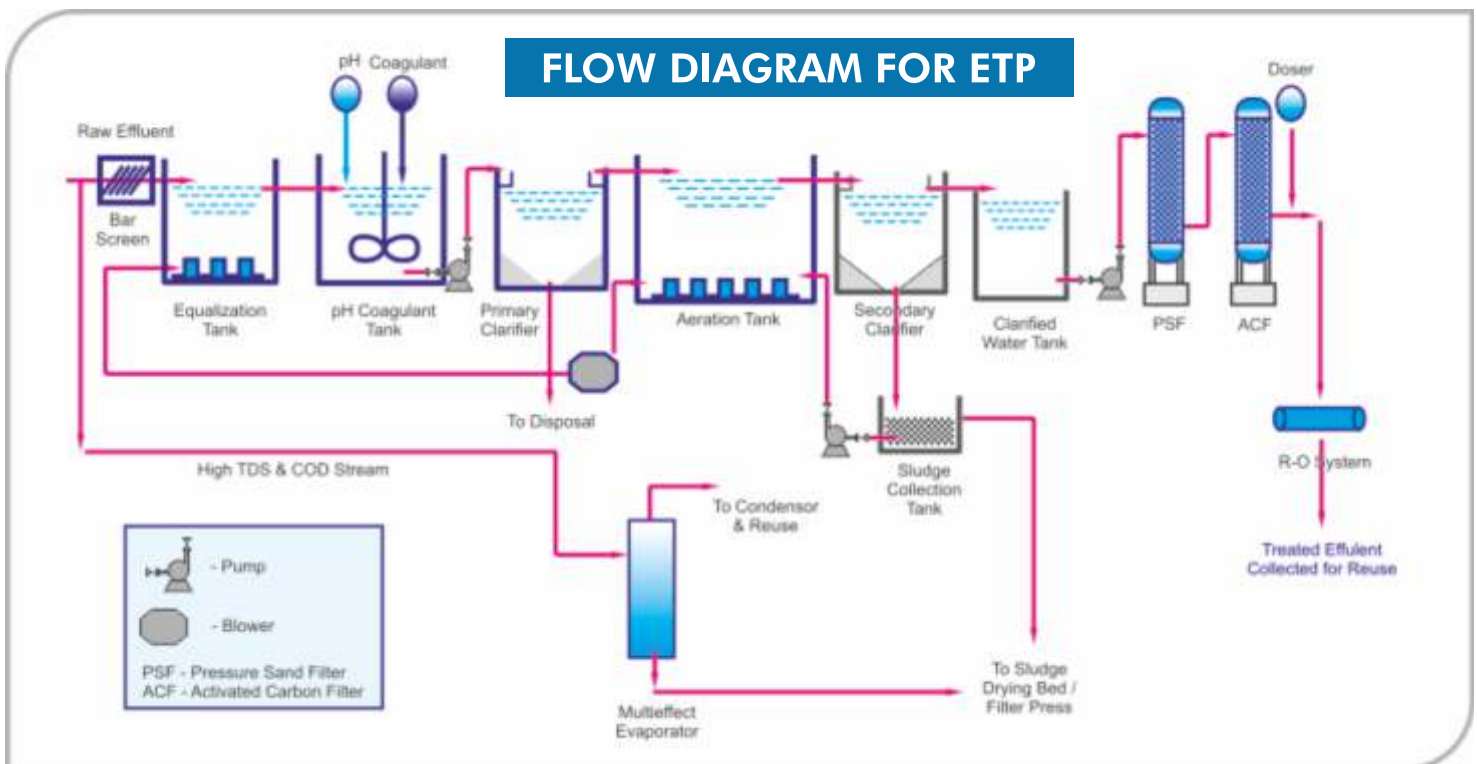 FLOW DIAGRAM FOR ETP
pH Coagulant
Doser
Raw Effluent
Bar
Screen
Equalization
Tank
pH Coagulant
Tank
Primary
Clarifier
Aeration Tank
Secondary
Clarifier
Clarified
Water Tank
PSF
ACF
To Disposal
High TDS & COD Stream
Sludge
Collection
Tank
R-O System
To Condensor
& Reuse
Treated Effulent
Collected for Reuse
- Pump
- Blower
PSF - Pressure Sand Filter
ACF - Activated Carbon Filter
Multieffect
Evaporator
To Sludge
Drying Bed /
Filter Press